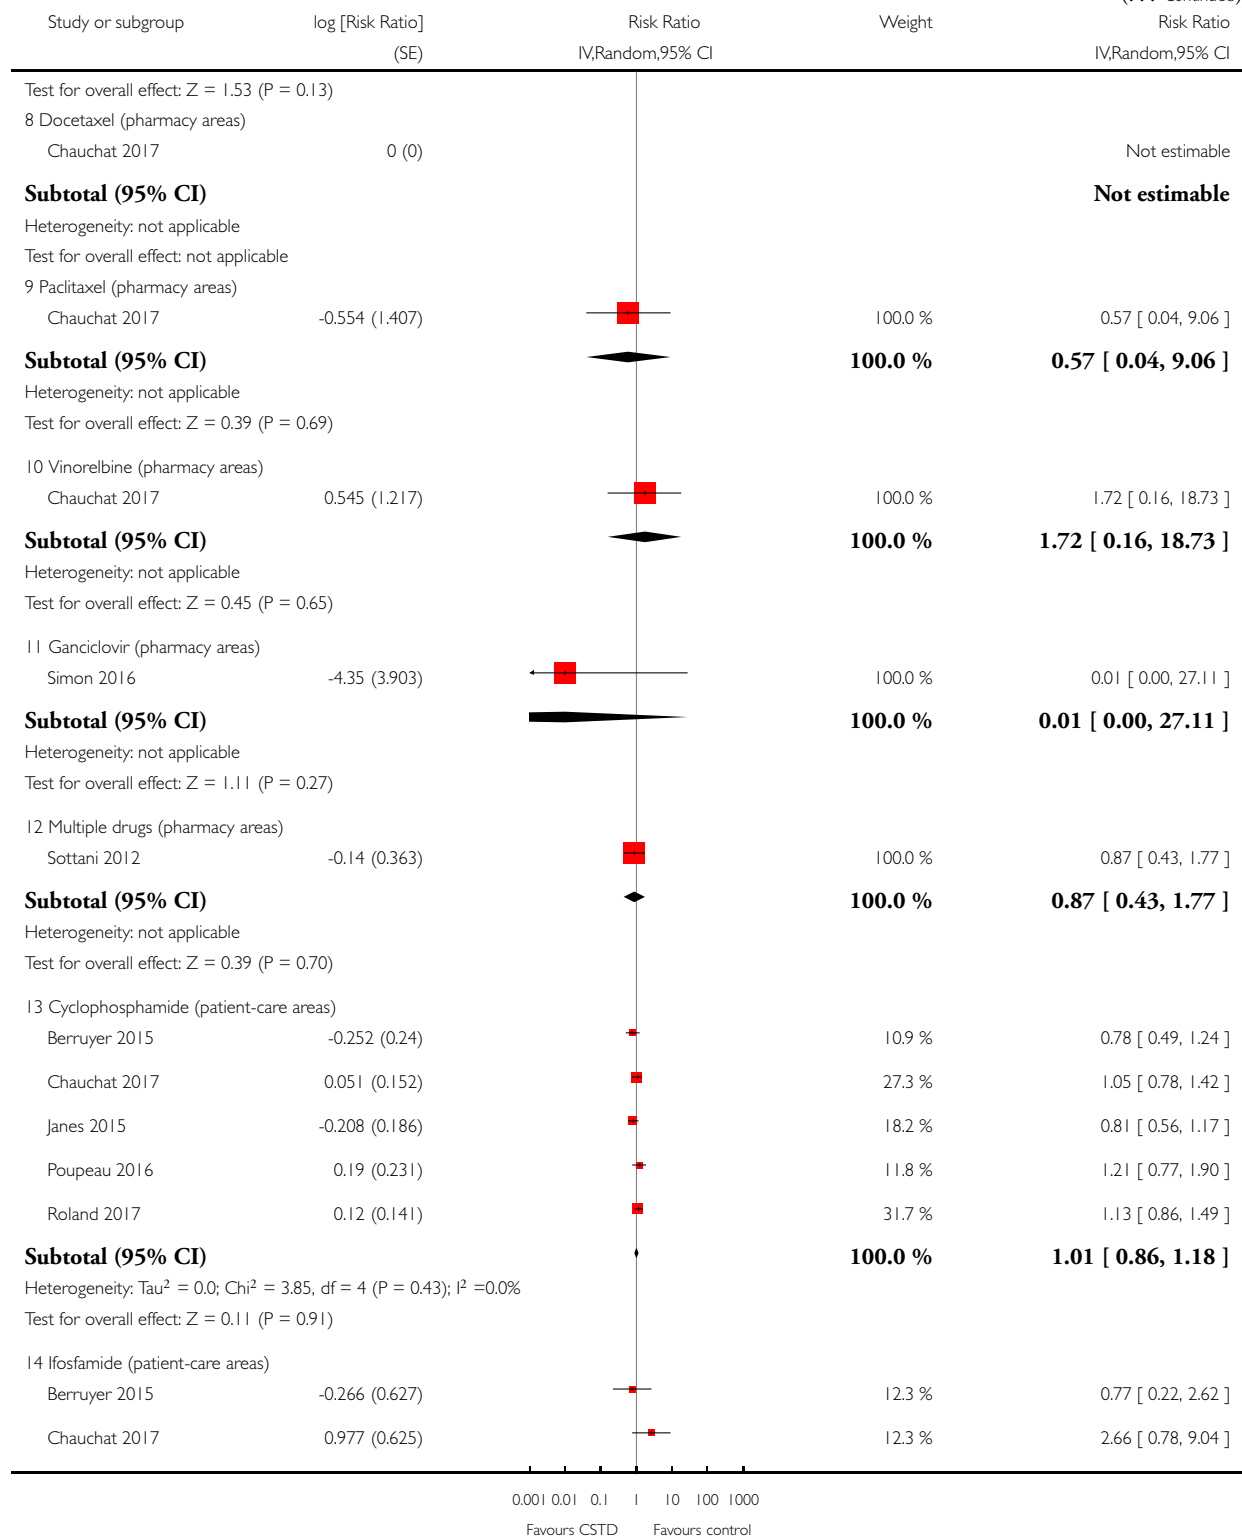 (. . . Continued)
Study or subgroup log [Risk Ratio] Risk Ratio Weight Risk Ratio
(SE) IV,Random,95% CI IV,Random,95% CI
Test for overall effect: Z = 1.53 (P = 0.13)
8 Docetaxel (pharmacy areas)
Chauchat 2017 0 (0) Not estimable
Subtotal (95% CI) Not estimable
Heterogeneity: not applicable
Test for overall effect: not applicable
9 Paclitaxel (pharmacy areas)
Chauchat 2017 -0.554 (1.407) 100.0 % 0.57 [ 0.04, 9.06 ]
Subtotal (95% CI) 100.0 % 0.57 [ 0.04, 9.06 ]
Heterogeneity: not applicable
Test for overall effect: Z = 0.39 (P = 0.69)
10 Vinorelbine (pharmacy areas)
Chauchat 2017 0.545 (1.217) 100.0 % 1.72 [ 0.16, 18.73 ]
Subtotal (95% CI) 100.0 % 1.72 [ 0.16, 18.73 ]
Heterogeneity: not applicable
Test for overall effect: Z = 0.45 (P = 0.65)
11 Ganciclovir (pharmacy areas)
Simon 2016 -4.35 (3.903) 100.0 % 0.01 [ 0.00, 27.11 ]
Subtotal (95% CI) 100.0 % 0.01 [ 0.00, 27.11 ]
Heterogeneity: not applicable
Test for overall effect: Z = 1.11 (P = 0.27)
12 Multiple drugs (pharmacy areas)
Sottani 2012 -0.14 (0.363) 100.0 % 0.87 [ 0.43, 1.77 ]
Subtotal (95% CI) 100.0 % 0.87 [ 0.43, 1.77 ]
Heterogeneity: not applicable
Test for overall effect: Z = 0.39 (P = 0.70)
13 Cyclophosphamide (patient-care areas)
Berruyer 2015 -0.252 (0.24) 10.9 % 0.78 [ 0.49, 1.24 ]
Chauchat 2017 0.051 (0.152) 27.3 % 1.05 [ 0.78, 1.42 ]
Janes 2015 -0.208 (0.186) 18.2 % 0.81 [ 0.56, 1.17 ]
Poupeau 2016 0.19 (0.231) 11.8 % 1.21 [ 0.77, 1.90 ]
Roland 2017 0.12 (0.141) 31.7 % 1.13 [ 0.86, 1.49 ]
Subtotal (95% CI) 100.0 % 1.01 [ 0.86, 1.18 ]
Heterogeneity: Tau² = 0.0; Chi² = 3.85, df = 4 (P = 0.43); I² =0.0%
Test for overall effect: Z = 0.11 (P = 0.91)
14 Ifosfamide (patient-care areas)
Berruyer 2015 -0.266 (0.627) 12.3 % 0.77 [ 0.22, 2.62 ]
Chauchat 2017 0.977 (0.625) 12.3 % 2.66 [ 0.78, 9.04 ]
0.001 0.01 0.1 1 10 100 1000
Favours CSTD Favours control